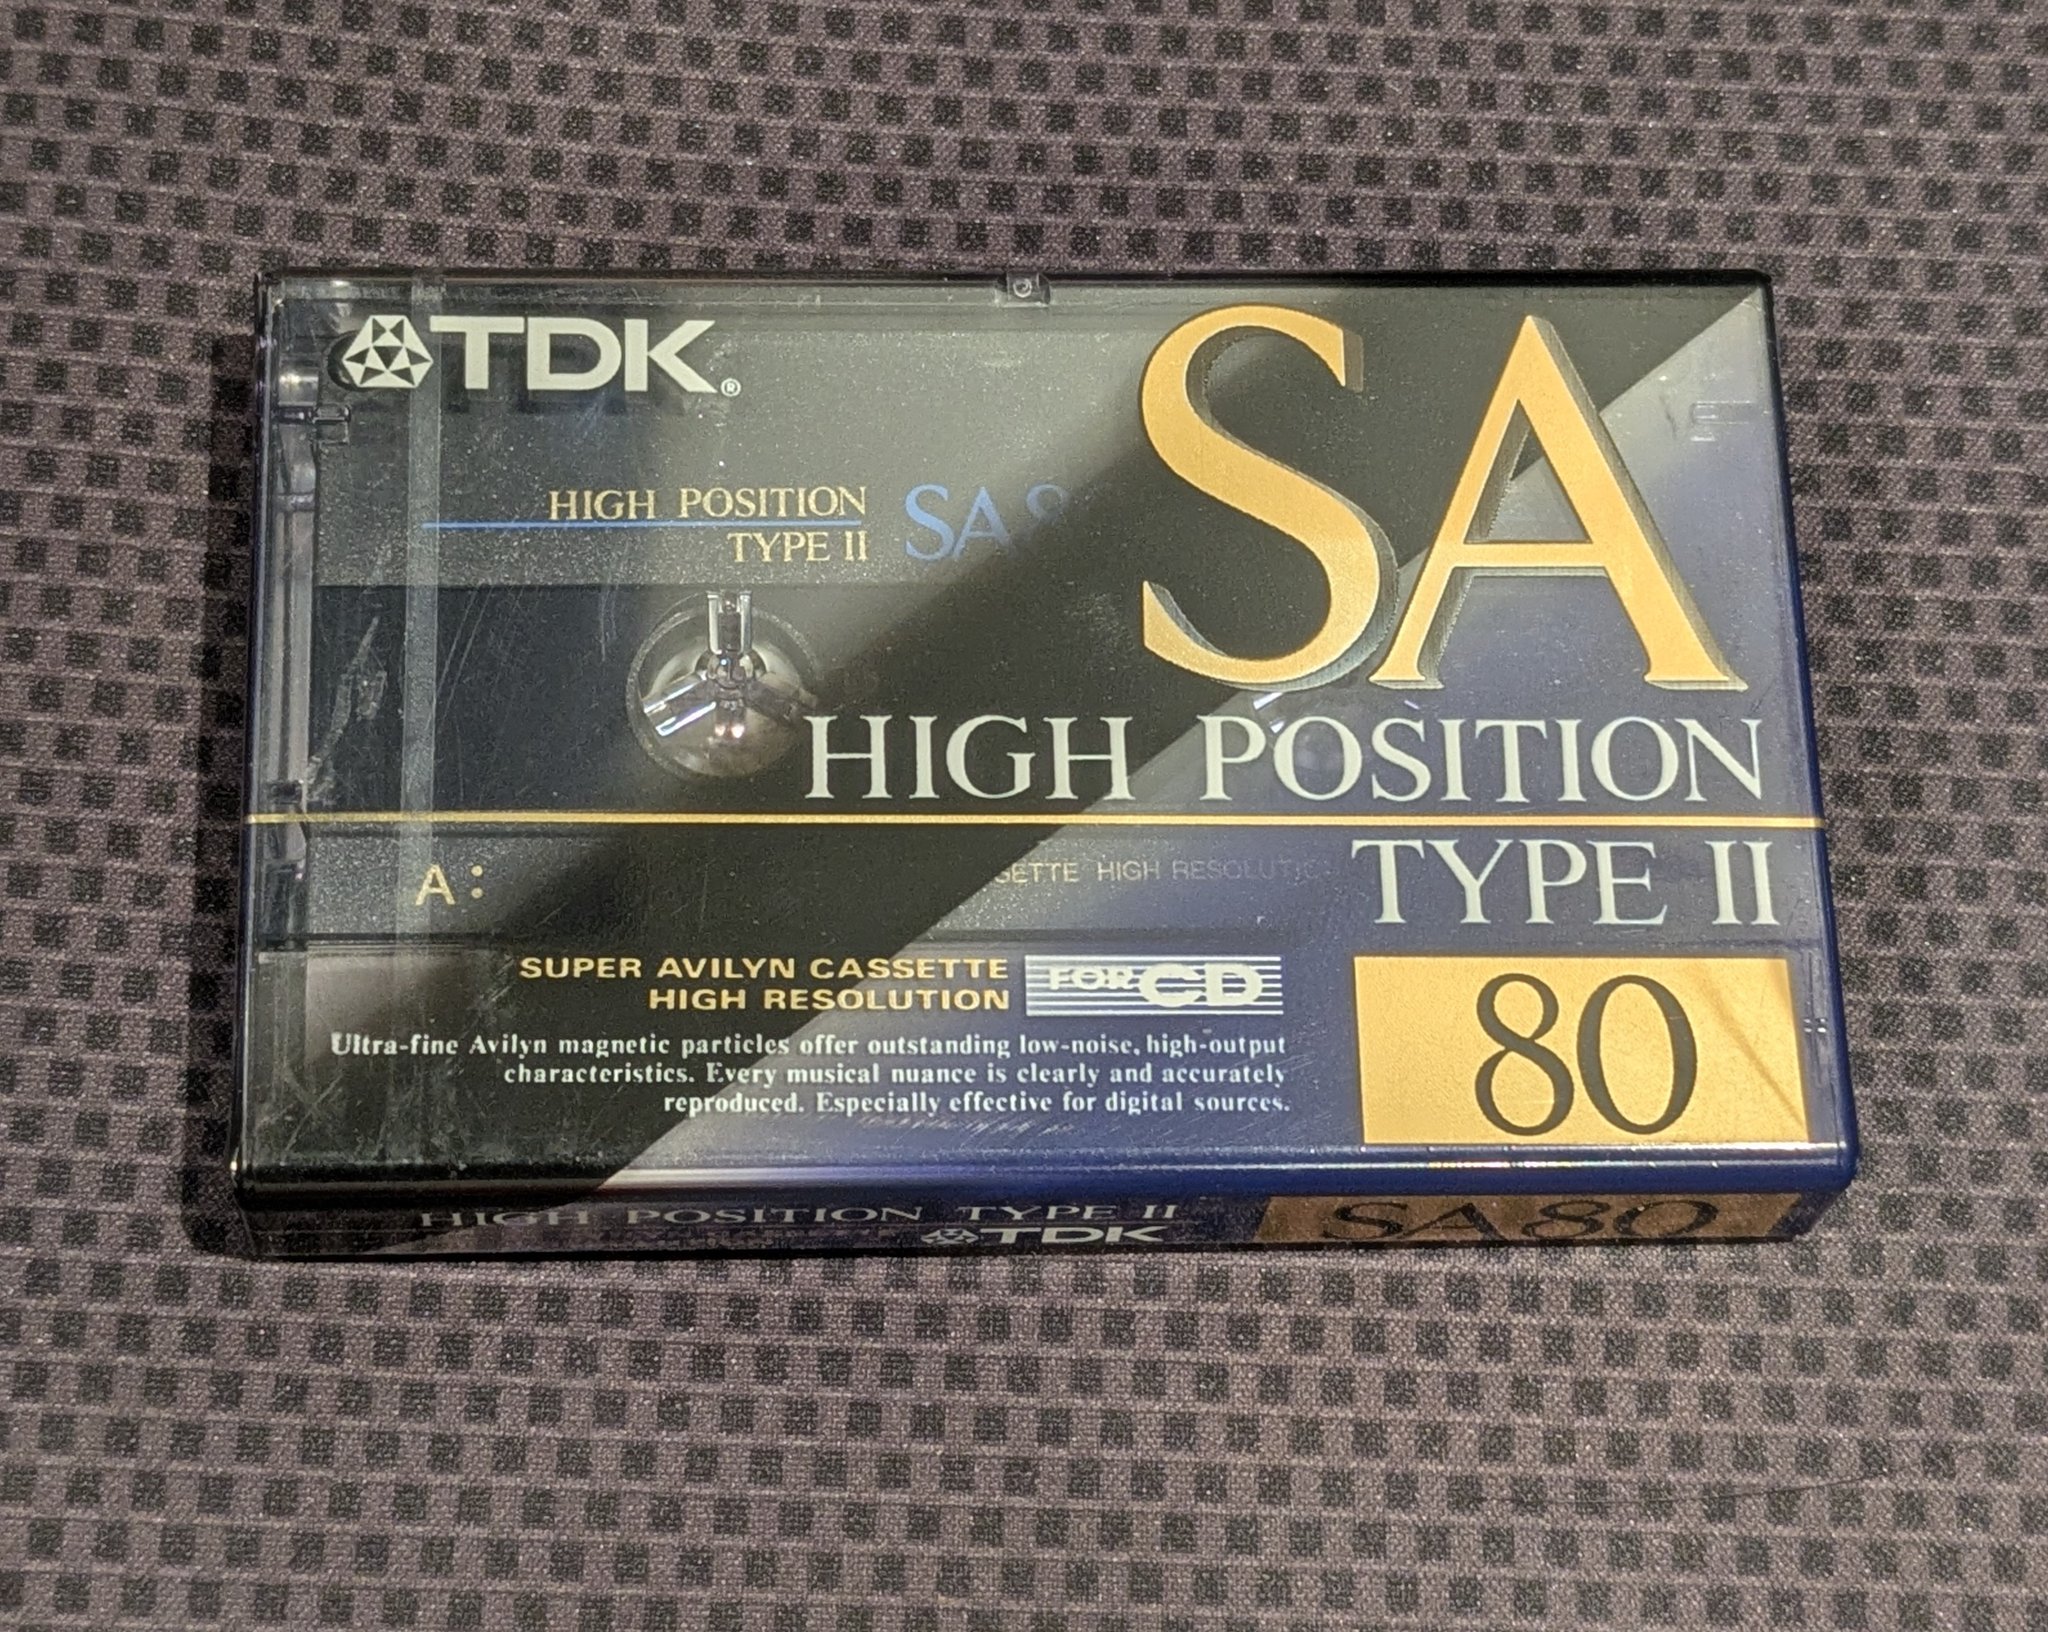 TDK®
SA
HIGH POSITION
TYPE II
SA
HIGH POSITION
TYPE II
A:
HIGH
80
SUPER AVILYN CASSETTE
HIGH RESOLUTION
FOR CD
Ultra-fine Avilyn magnetic particles offer outstanding low-noise, high-output
characteristics. Every musical nuance is clearly and accurately
reproduced. Especially effective for digital sources.
HIGH POSITION TYPE II
TDK
SA80